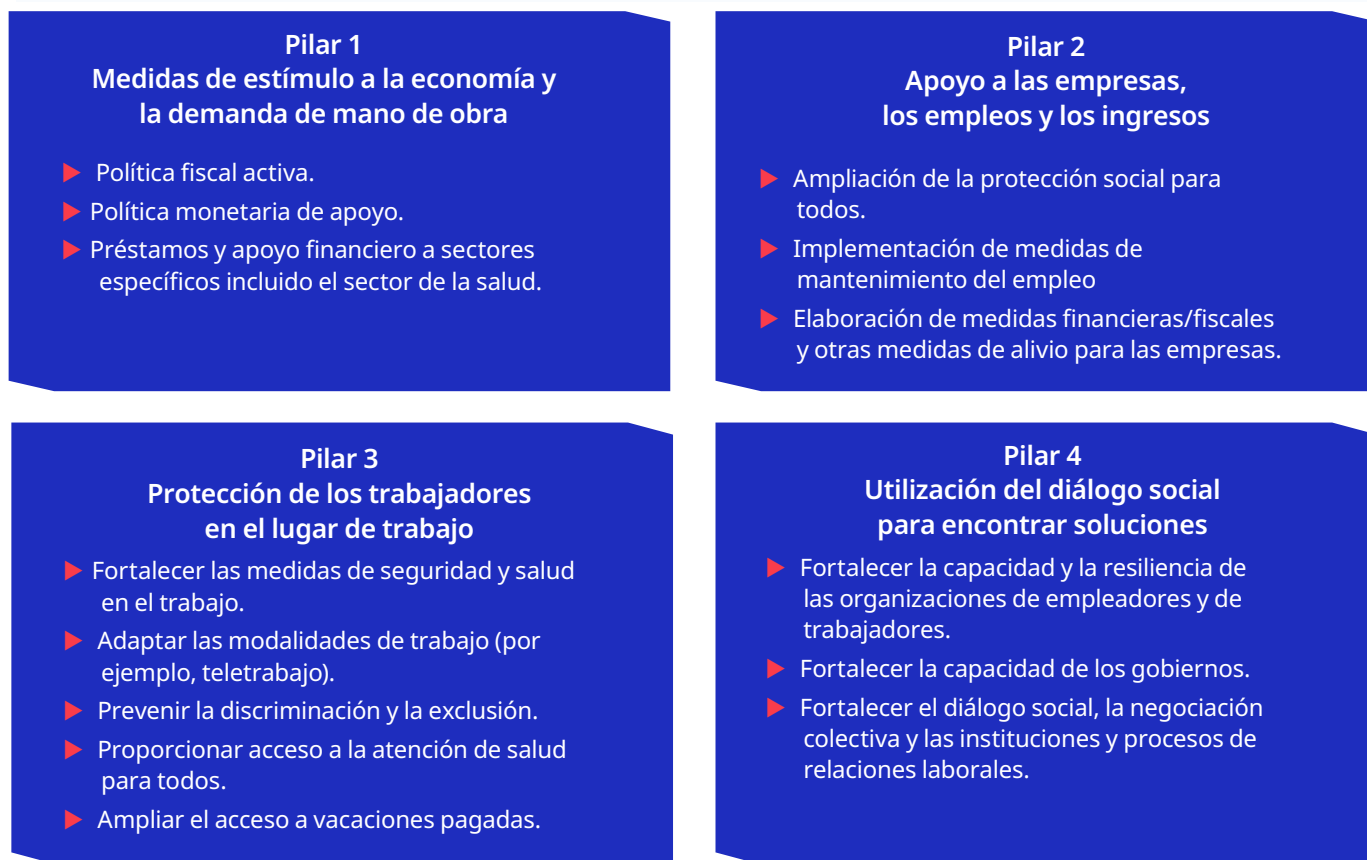 Pilar 1
Medidas de estímulo a la economía y
la demanda de mano de obra
Política fiscal activa.
Política monetaria de apoyo.
Préstamos y apoyo financiero a sectores
específicos incluido el sector de la salud.
Pilar 2
Apoyo a las empresas,
los empleos y los ingresos
Ampliación de la protección social para
todos.
Implementación de medidas de
mantenimiento del empleo
Elaboración de medidas financieras/fiscales
y otras medidas de alivio para las empresas.
Pilar 3
Protección de los trabajadores
en el lugar de trabajo
Fortalecer las medidas de seguridad y salud
en el trabajo.
Adaptar las modalidades de trabajo (por
ejemplo, teletrabajo).
Prevenir la discriminación y la exclusión.
Proporcionar acceso a la atención de salud
para todos.
Ampliar el acceso a vacaciones pagadas.
Pilar 4
Utilización del diálogo social
para encontrar soluciones
Fortalecer la capacidad y la resiliencia de
las organizaciones de empleadores y de
trabajadores.
Fortalecer la capacidad de los gobiernos.
Fortalecer el diálogo social, la negociación
colectiva y las instituciones y procesos de
relaciones laborales.